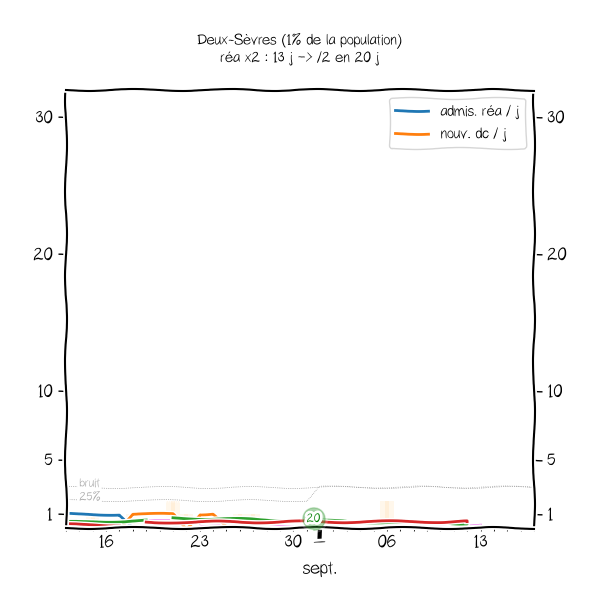 Deux-Sèvres (1% de la population)
réa x2 : 13 j -> /2 en 20 j
admis. réa / j
nouv. dc / j
30
30
20
20
10
10
5
5
bruit
25%
1
1
20
16
23
30
06
13
sept.